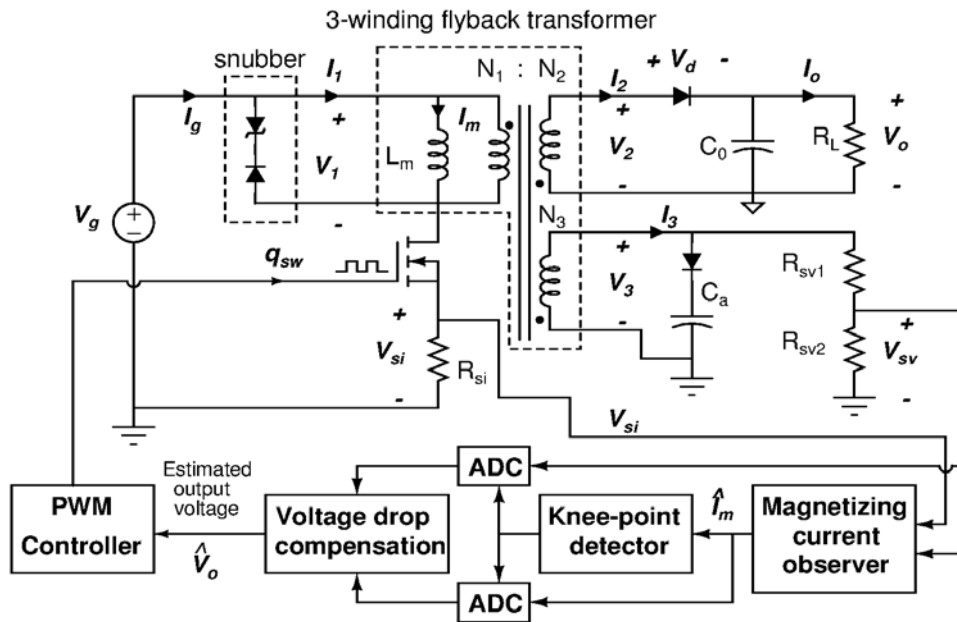 3-winding flyback transformer
snubber
I1
N1 : N2
+ Vd -
I2
Io
Ig
+
V1
-
Im
Lm
+
V2
-
C0
RL
+
Vo
-
Vg
N3
I3
qsw
+
V3
-
Ca
Rsv1
+
Vsi
-
Rsi
Rsv2
+
Vsv
-
Vsi
Estimated
output
voltage
V̂o
PWM
Controller
Voltage drop
compensation
ADC
ADC
Knee-point
detector
Îm
Magnetizing
current
observer